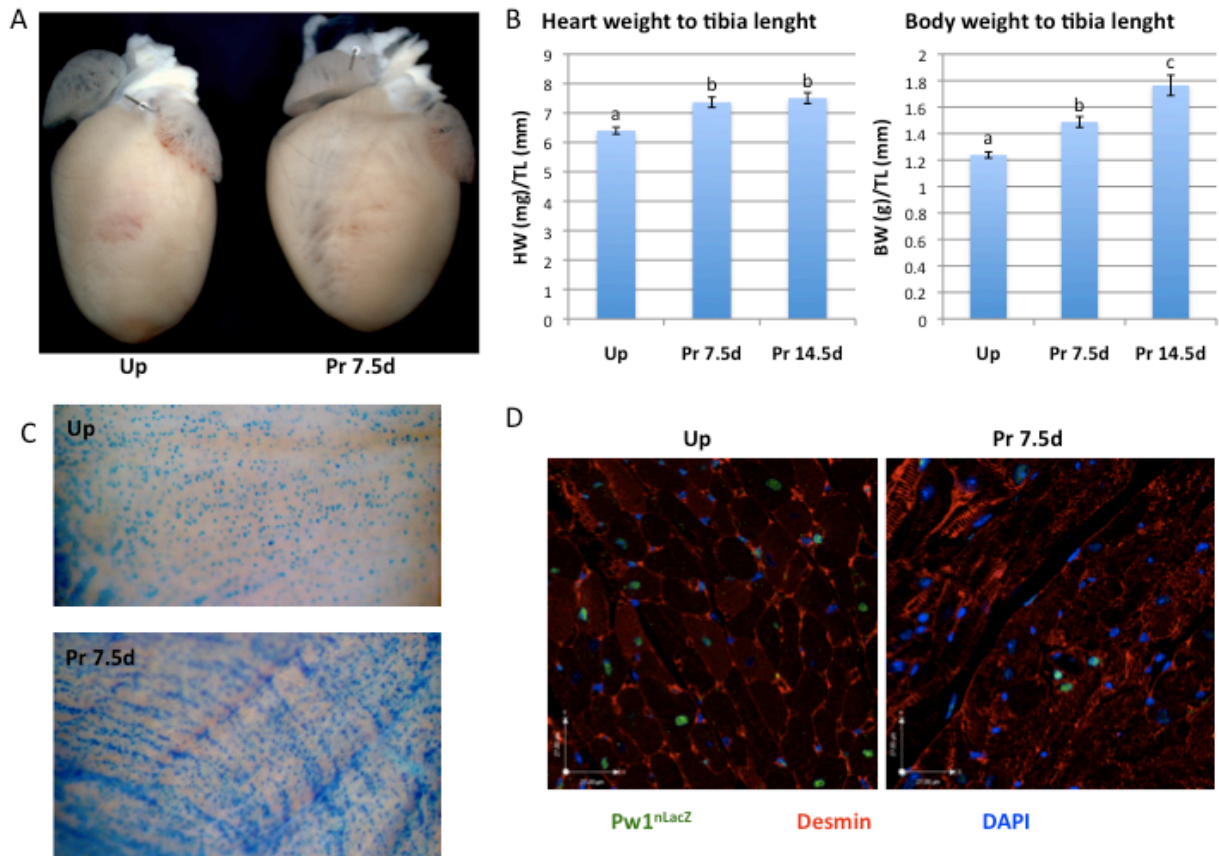 A
Up
Pr 7.5d
B
Heart weight to tibia lenght
HW (mg)/TL (mm)
9
8
7
6
5
4
3
2
1
0
a
b
b
Up
Pr 7.5d
Pr 14.5d
Body weight to tibia lenght
BW (g)/TL (mm)
2
1.8
1.6
1.4
1.2
1
0.8
0.6
0.4
0.2
0
a
b
c
Up
Pr 7.5d
Pr 14.5d
C
Up
Pr 7.5d
D
Up
Pr 7.5d
Pw1nLacZ
Desmin
DAPI